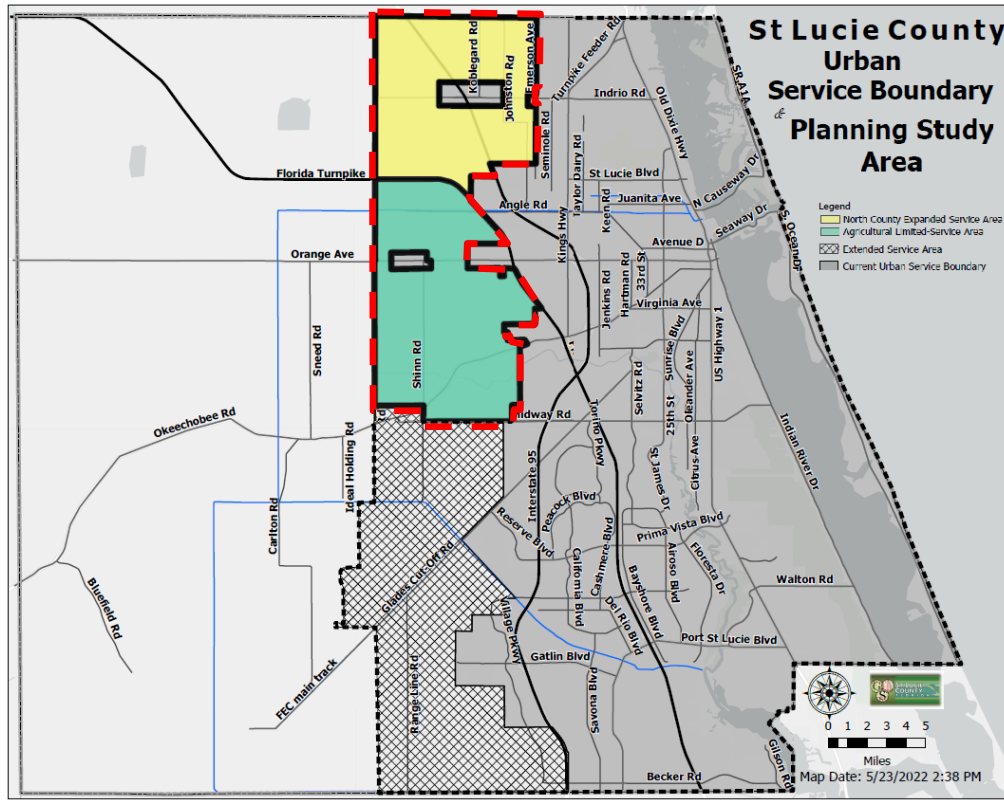 St Lucie County
Urban
Service Boundary
&
Planning Study
Area
Legend
North County Expanded Service Area
Agricultural Limited-Service Area
Extended Service Area
Current Urban Service Boundary
Koblegard Rd
Johnston Rd
Emerson Ave
Turnpike Feeder Rd
Indrio Rd
Old Dixie Hwy
SR A1A
Seminole Rd
Taylor Dairy Rd
Florida Turnpike
St Lucie Blvd
Keen Rd
Juanita Ave
N Causeway Dr
Angle Rd
Kings Hwy
Seaway Dr
S. Ocean Dr
Avenue D
Orange Ave
Jenkins Rd
Hartman Rd
33rd St
Virginia Ave
Sneed Rd
Shinn Rd
Sunrise Blvd
US Highway 1
Selvitz Rd
25th St
Oleander Ave
Okeechobee Rd
Rd
idway Rd
Torino Pkwy
Indian River Dr
Ideal Holding Rd
Interstate 95
St James Dr
Citrus Ave
Carlton Rd
Peacock Blvd
Reserve Blvd
Prima Vista Blvd
Glades Cut-Off Rd
California Blvd
Cashmere Blvd
Airoso Blvd
Floresta Dr
Walton Rd
Bluefield Rd
Bayshore Blvd
Del Rio Blvd
Village Pkwy
Port St Lucie Blvd
Gatlin Blvd
FEC main track
Range Line Rd
Savona Blvd
ST LUCIE
COUNTY
0 1 2 3 4 5
Miles
Gilson Rd
Becker Rd
Map Date: 5/23/2022 2:38 PM